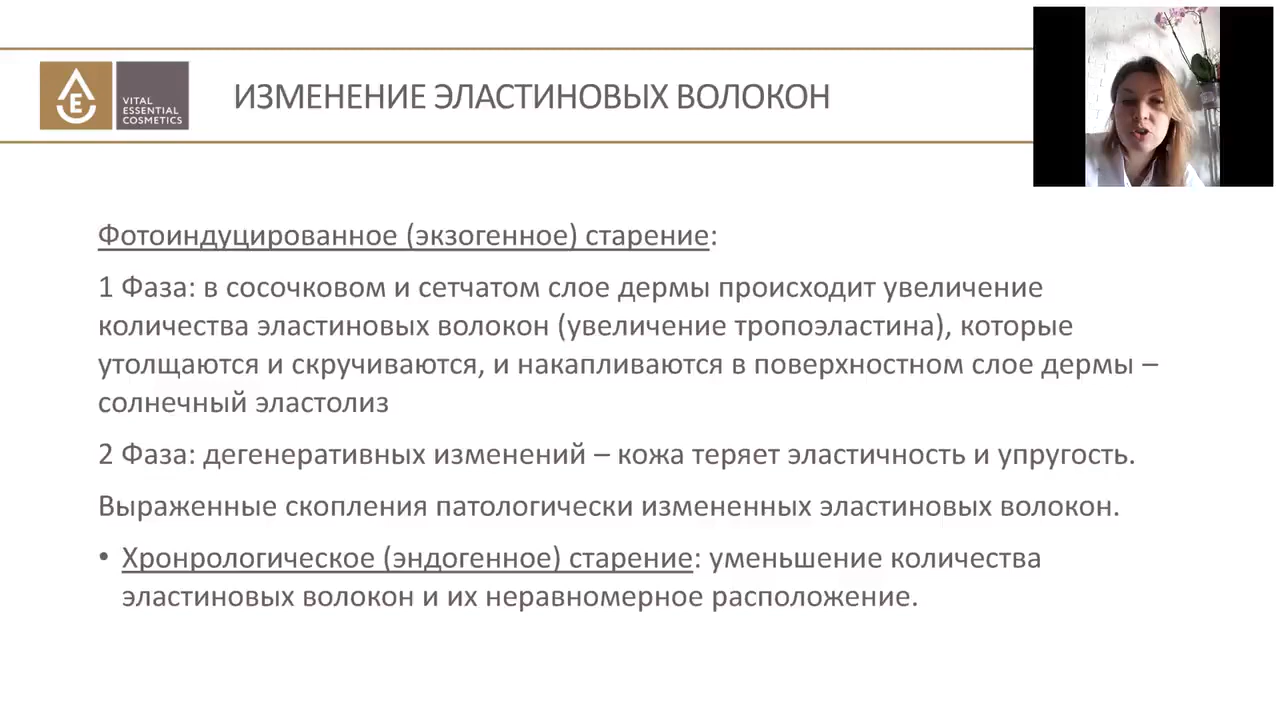 VITAL
ESSENTIAL
COSMETICS
ИЗМЕНЕНИЕ ЭЛАСТИНОВЫХ ВОЛОКОН
Фотоиндуцированное (экзогенное) старение:
1 Фаза: в сосочковом и сетчатом слое дермы происходит увеличение
количества эластиновых волокон (увеличение тропоэластина), которые
утолщаются и скручиваются, и накапливаются в поверхностном слое дермы –
солнечный эластолиз
2 Фаза: дегенеративных изменений – кожа теряет эластичность и упругость.
Выраженные скопления патологически измененных эластиновых волокон.
• Хронрологическое (эндогенное) старение: уменьшение количества
эластиновых волокон и их неравномерное расположение.